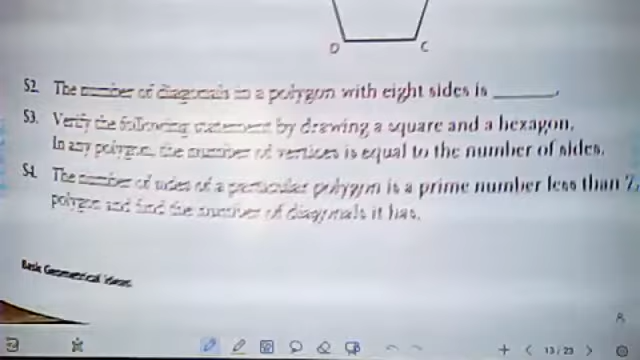 D C
52. The number of diagonals in a polygon with eight sides is ______.
53. Verify the following statement by drawing a square and a hexagon.
In any polygon, the number of vertices is equal to the number of sides.
54. The number of sides of a particular polygon is a prime number less than 7.
polygon and find the number of diagonals it has.
Basic Geometrical Ideas
13/23